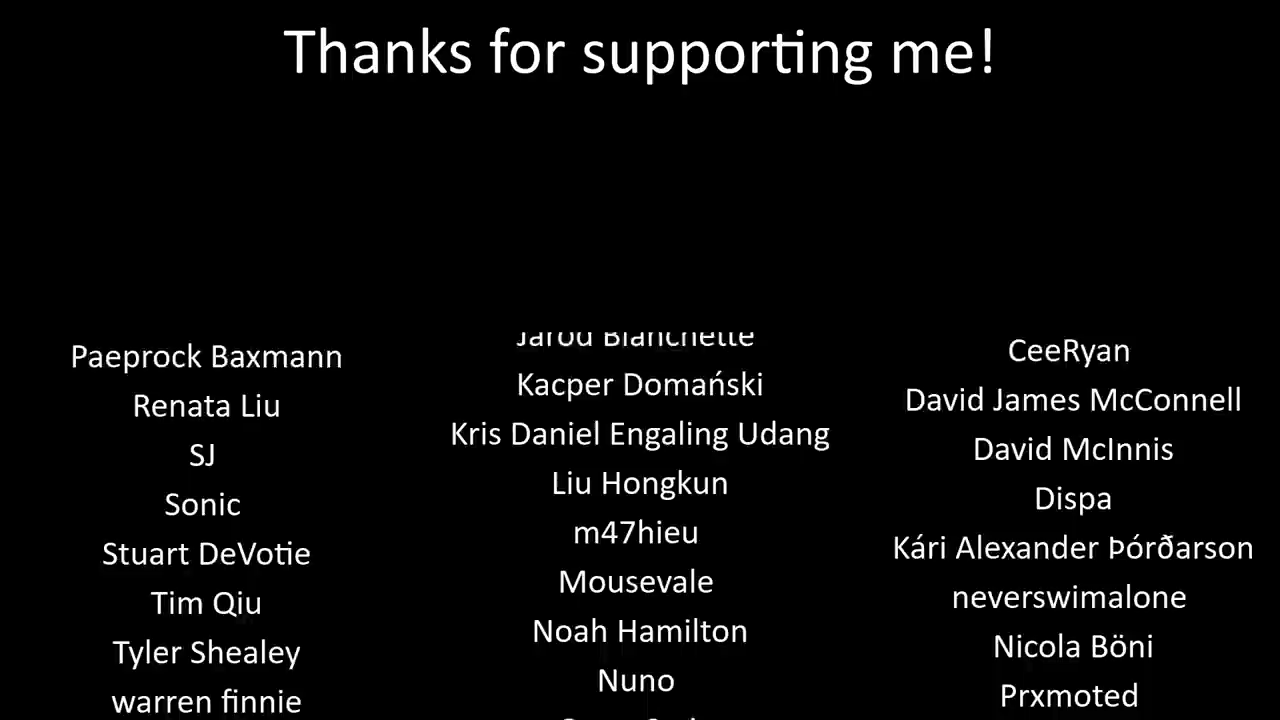 Thanks for supporting me!
Paeprock Baxmann
Renata Liu
SJ
Sonic
Stuart DeVotie
Tim Qiu
Tyler Shealey
warren finnie
Jarod Blanchette
Kacper Domański
Kris Daniel Engaling Udang
Liu Hongkun
m47hieu
Mousevale
Noah Hamilton
Nuno
CeeRyan
David James McConnell
David McInnis
Dispa
Kári Alexander Þórðarson
neverswimalone
Nicola Böni
Prxmoted